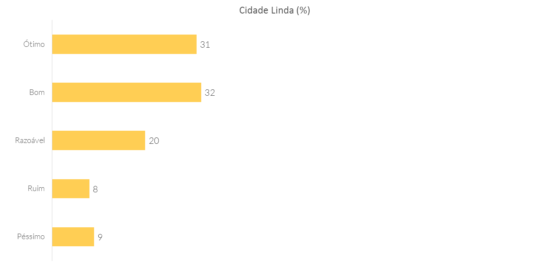 Cidade Linda (%)
Ótimo 31
Bom 32
Razoável 20
Ruim 8
Péssimo 9